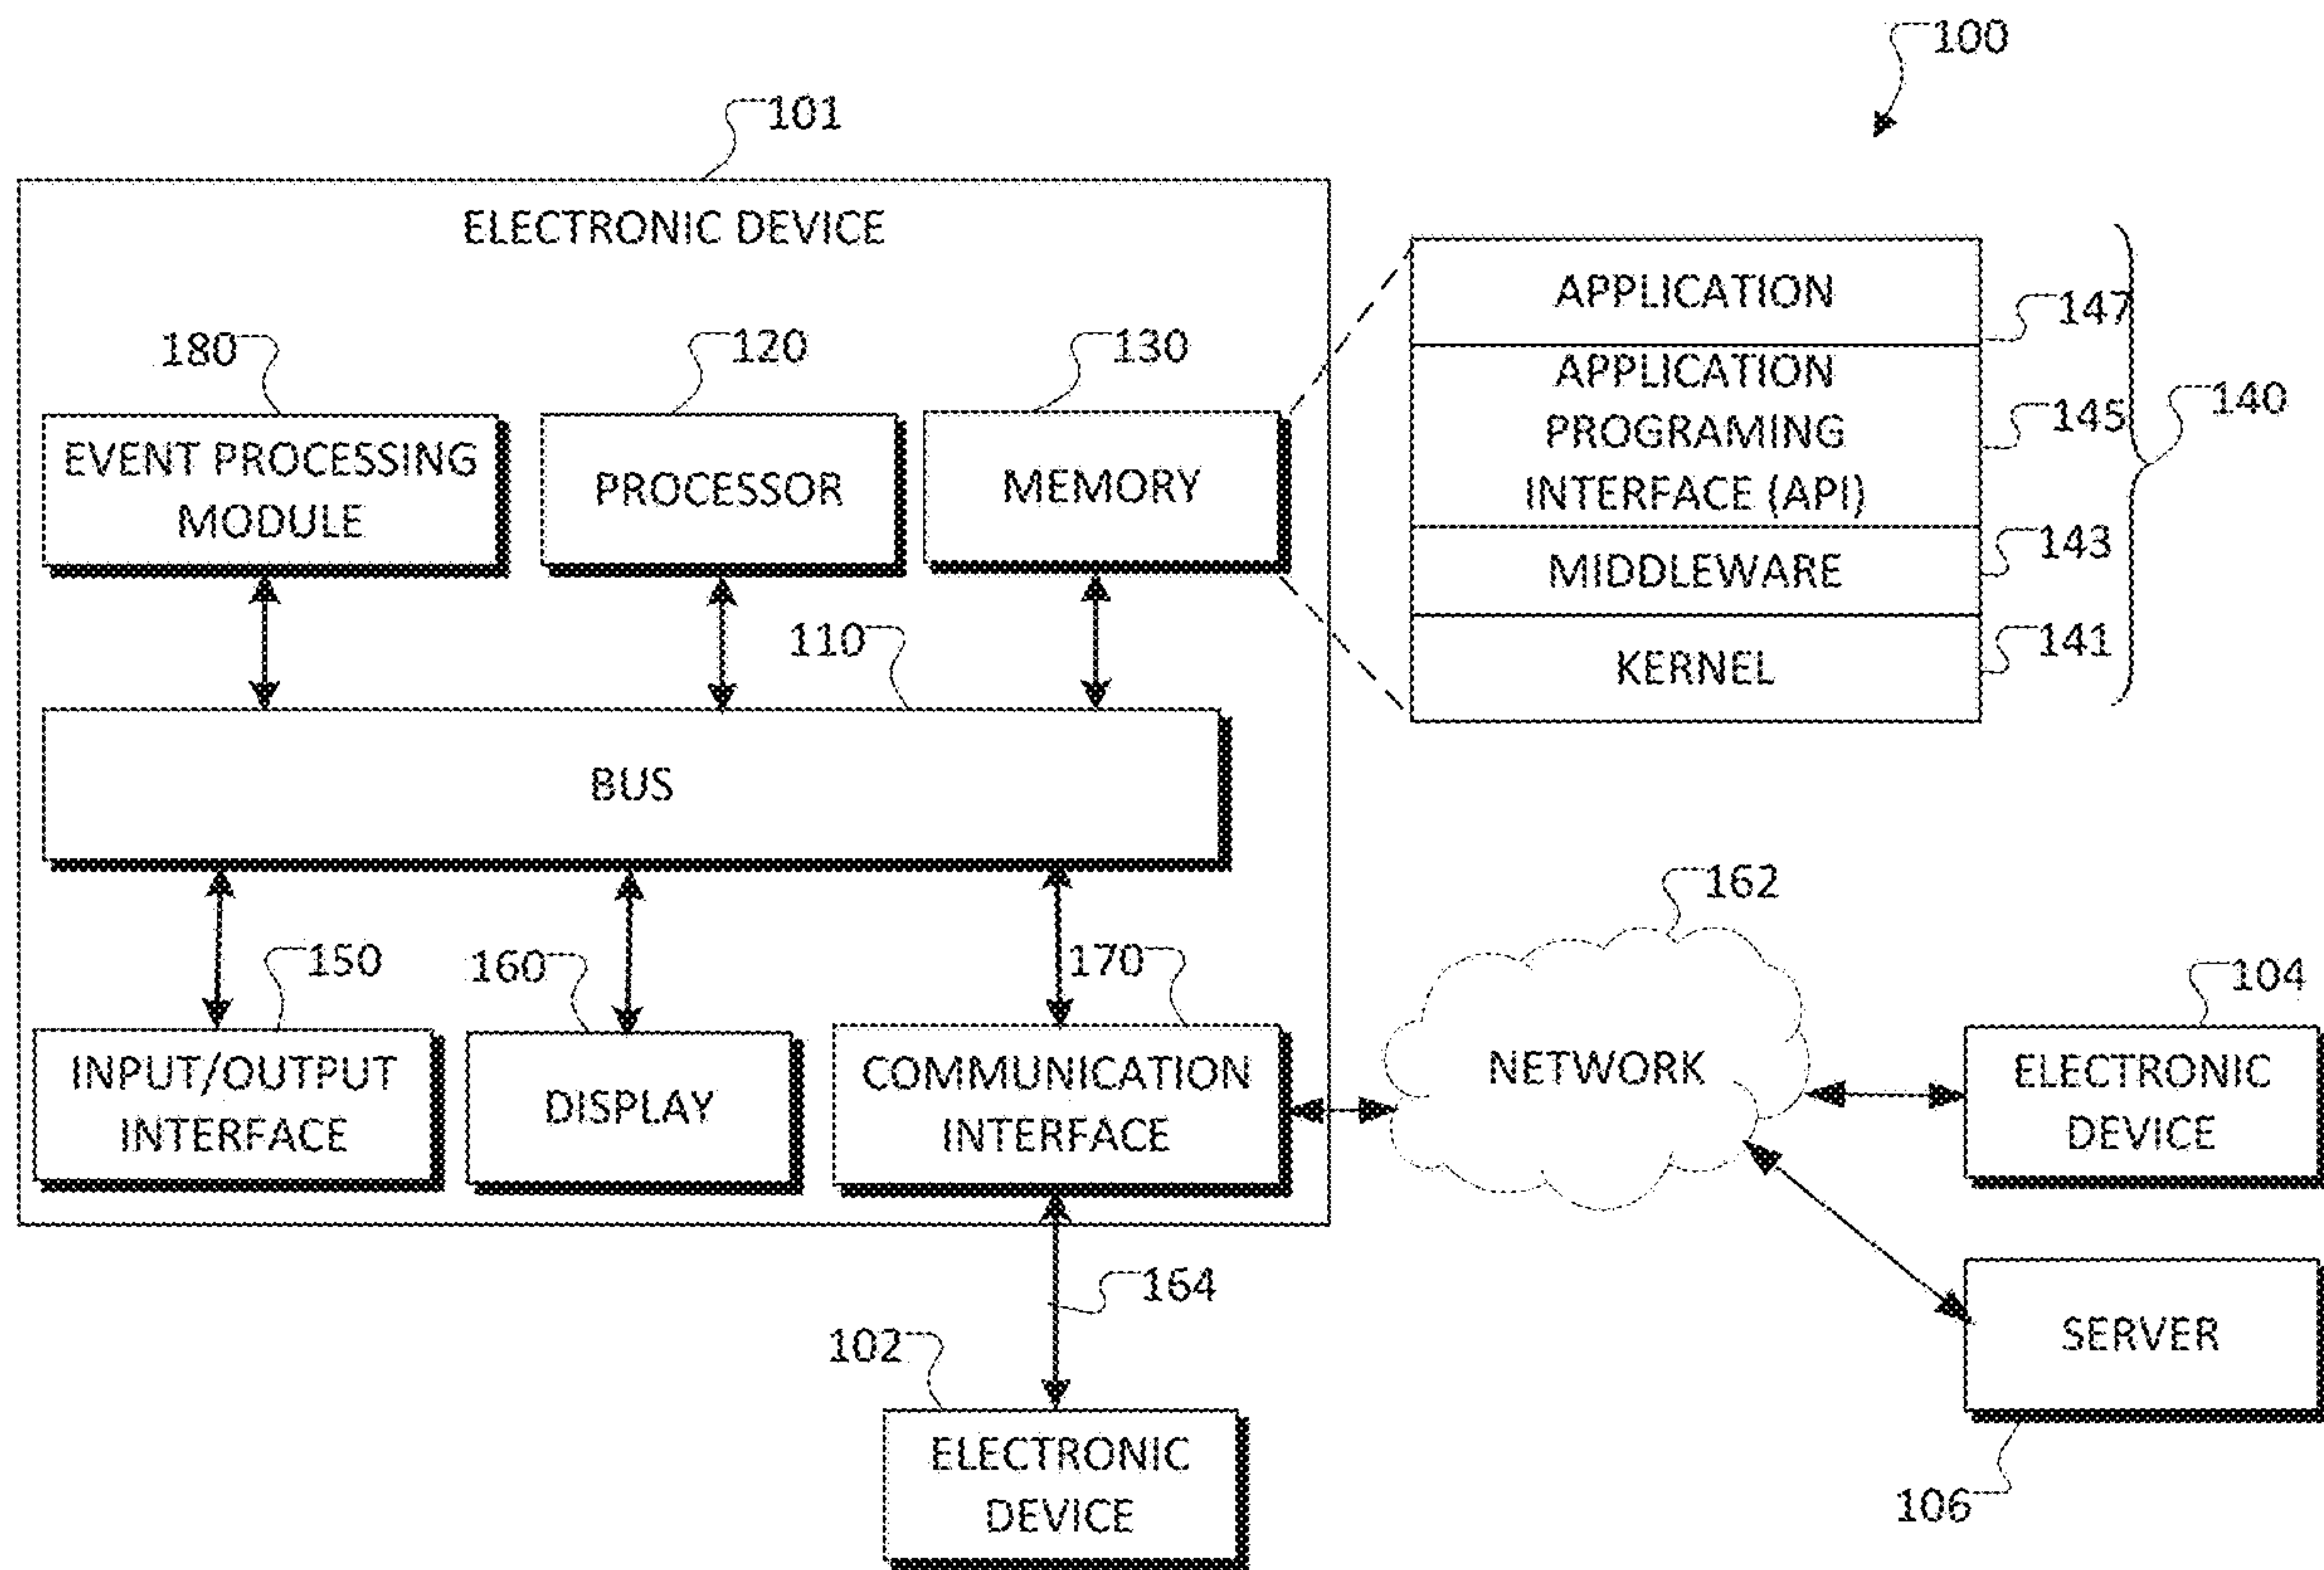 100
101
ELECTRONIC DEVICE
180
120
130
EVENT PROCESSING
MODULE
PROCESSOR
MEMORY
APPLICATION
147
APPLICATION
PROGRAMING
INTERFACE (API)
145
140
MIDDLEWARE
143
KERNEL
141
110
BUS
150
160
170
INPUT/OUTPUT
INTERFACE
DISPLAY
COMMUNICATION
INTERFACE
162
NETWORK
104
ELECTRONIC
DEVICE
164
SERVER
106
102
ELECTRONIC
DEVICE